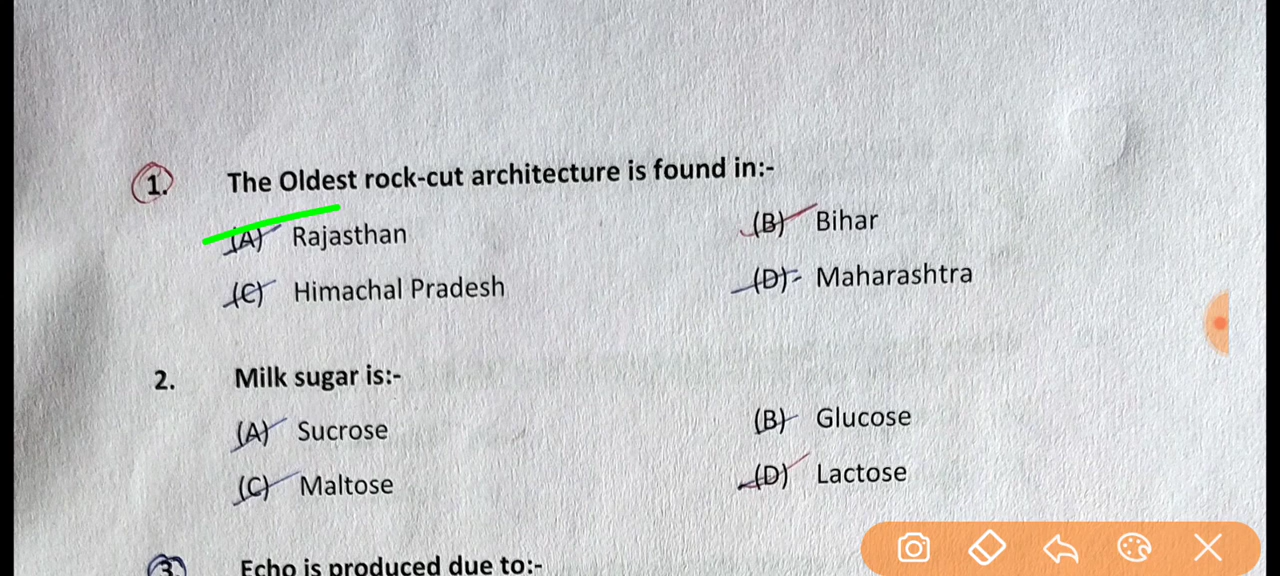 1. The Oldest rock-cut architecture is found in:-
(A) Rajasthan (B) Bihar
(C) Himachal Pradesh (D) Maharashtra
2. Milk sugar is:-
(A) Sucrose (B) Glucose
(C) Maltose (D) Lactose
3. Echo is produced due to:-